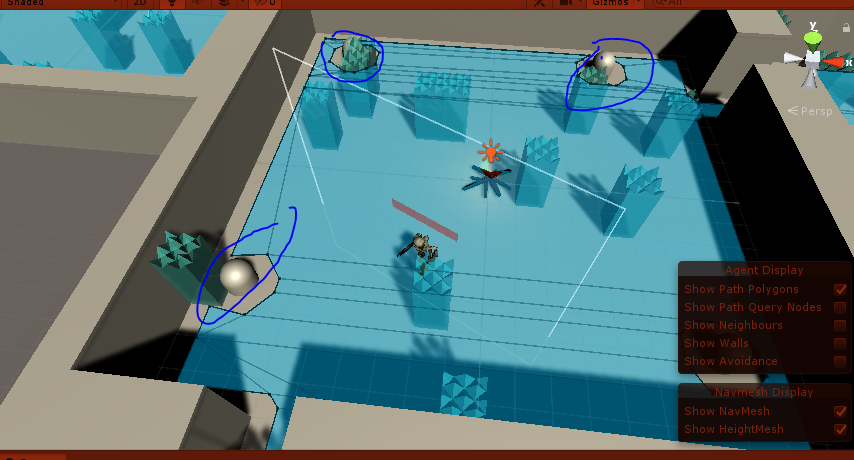 Shaded
2D
0
Gizmos
All
y
Persp
Agent Display
Show Path Polygons
Show Path Query Nodes
Show Neighbours
Show Walls
Show Avoidance
Navmesh Display
Show NavMesh
Show HeightMesh